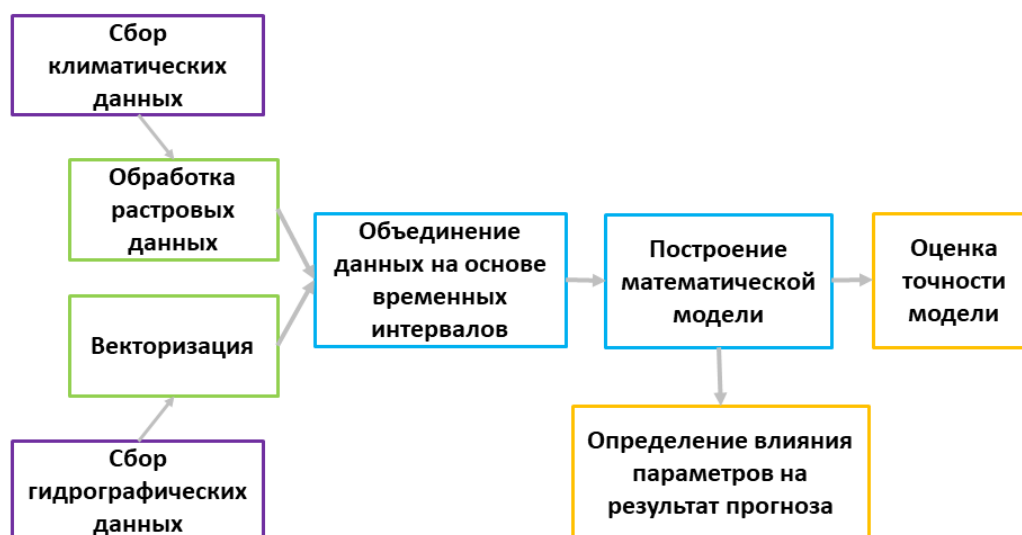 Сбор
климатических
данных
Обработка
растровых
данных
Векторизация
Сбор
гидрографических
данных
Объединение
данных на основе
временных
интервалов
Построение
математической
модели
Оценка
точности
модели
Определение влияния
параметров на
результат прогноза